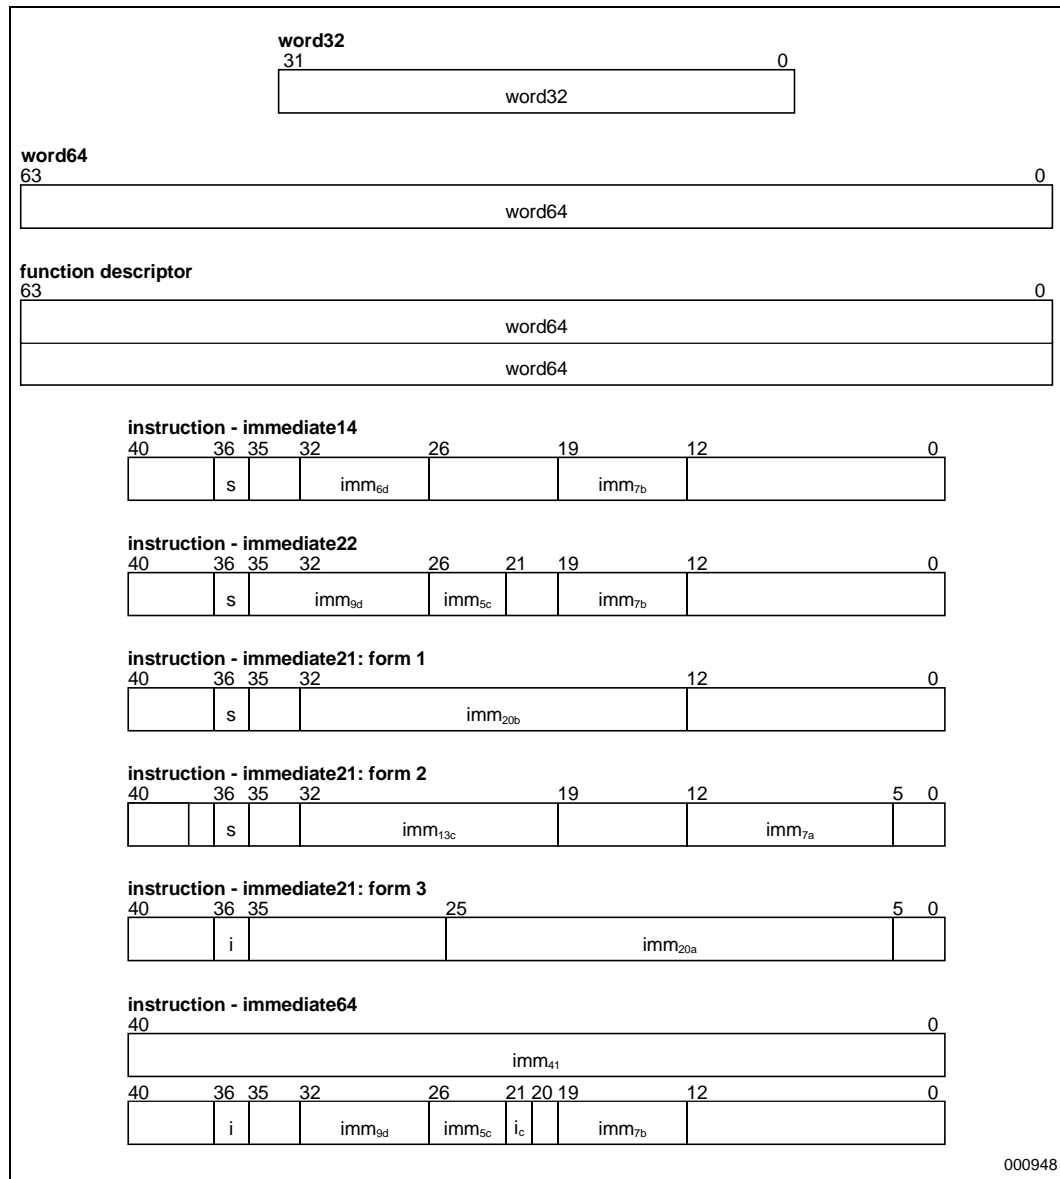 word32
31 0
word32
word64
63 0
word64
function descriptor
63 0
word64
word64
instruction - immediate14
40 36 35 32 26 19 12 0
s imm6d imm7b
instruction - immediate22
40 36 35 32 26 21 19 12 0
s imm9d imm5c imm7b
instruction - immediate21: form 1
40 36 35 32 12 0
s imm20b
instruction - immediate21: form 2
40 36 35 32 19 12 5 0
s imm13c imm7a
instruction - immediate21: form 3
40 36 35 25 5 0
i imm20a
instruction - immediate64
40 0
imm41
40 36 35 32 26 21 20 19 12 0
i imm9d imm5c ic imm7b
000948